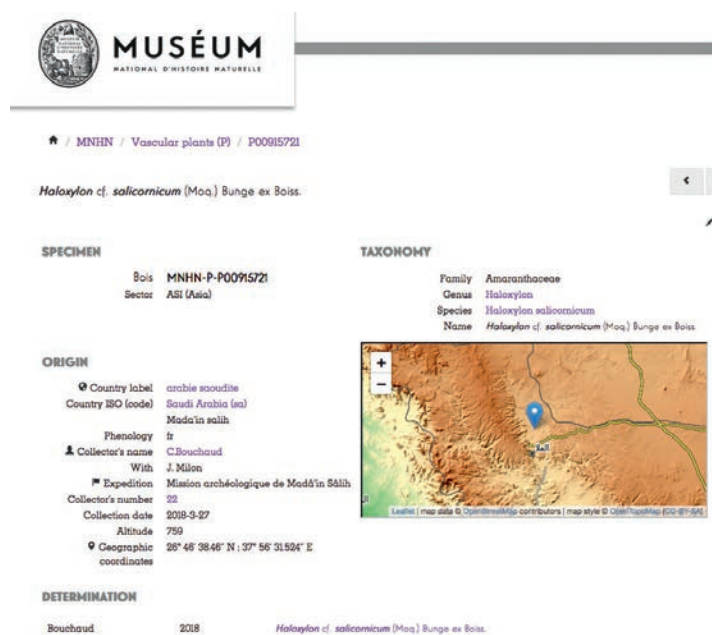 MUSÉUM
NATIONAL D'HISTOIRE NATURELLE
/ MNHN / Vascular plants (P) / P00915721
Haloxylon cf. salicornicum (Moq.) Bunge ex Boiss.
SPECIMEN
Bois MNHN-P-P00915721
Sector ASI (Asia)
TAXONOMY
Family Amaranthaceae
Genus Haloxylon
Species Haloxylon salicornicum
Name Haloxylon cf. salicornicum (Moq.) Bunge ex Boiss.
+
−
العلا
Leaflet | map data © OpenStreetMap contributors | map style © OpenTopoMap (CC-BY-SA)
ORIGIN
Country label arabie saoudite
Country ISO (code) Saudi Arabia (sa)
Mada'in salih
Phenology fr
Collector's name C.Bouchaud
With J. Milon
Expedition Mission archéologique de Madâ'in Sâlih
Collector's number 22
Collection date 2018-3-27
Altitude 759
Geographic coordinates 26° 46' 38.46" N ; 37° 56' 31.524" E
DETERMINATION
Bouchaud 2018 Haloxylon cf. salicornicum (Moq.) Bunge ex Boiss.